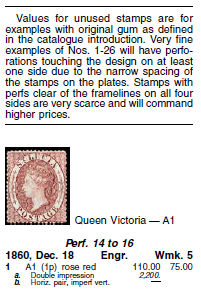 Values for unused stamps are for
examples with original gum as defined
in the catalogue introduction. Very fine
examples of Nos. 1-26 will have perfo-
rations touching the design on at least
one side due to the narrow spacing of
the stamps on the plates. Stamps with
perfs clear of the framelines on all four
sides are very scarce and will command
higher prices.
POSTAGE
Queen Victoria — A1
Perf. 14 to 16
1860, Dec. 18 Engr. Wmk. 5
1 A1 (1p) rose red 110.00 75.00
a. Double impression 2,200.
b. Horiz. pair, imperf vert. —